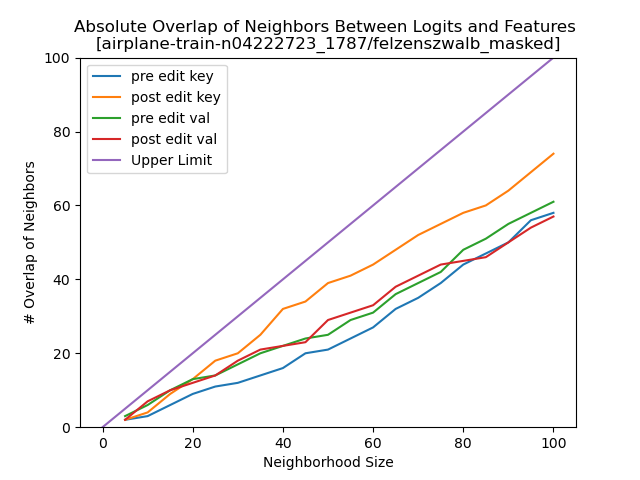 Absolute Overlap of Neighbors Between Logits and Features
[airplane-train-n04222723_1787/felzenszwalb_masked]
pre edit key
post edit key
pre edit val
post edit val
Upper Limit
# Overlap of Neighbors
100
80
60
40
20
0
0 20 40 60 80 100
Neighborhood Size